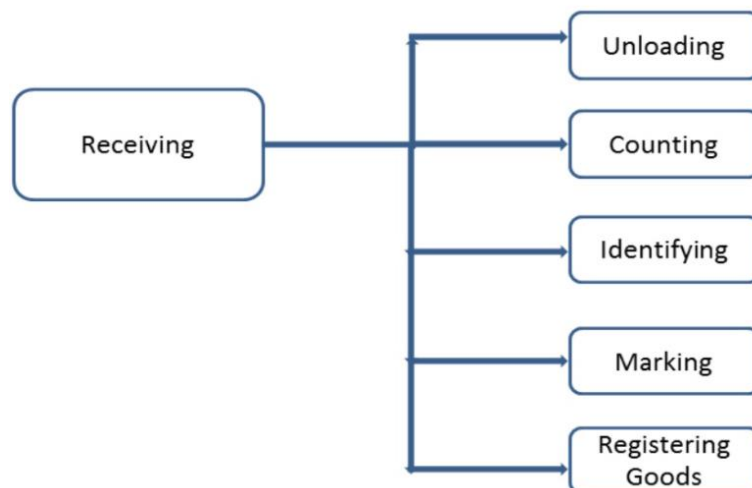 Unloading
Receiving
Counting
Identifying
Marking
Registering
Goods